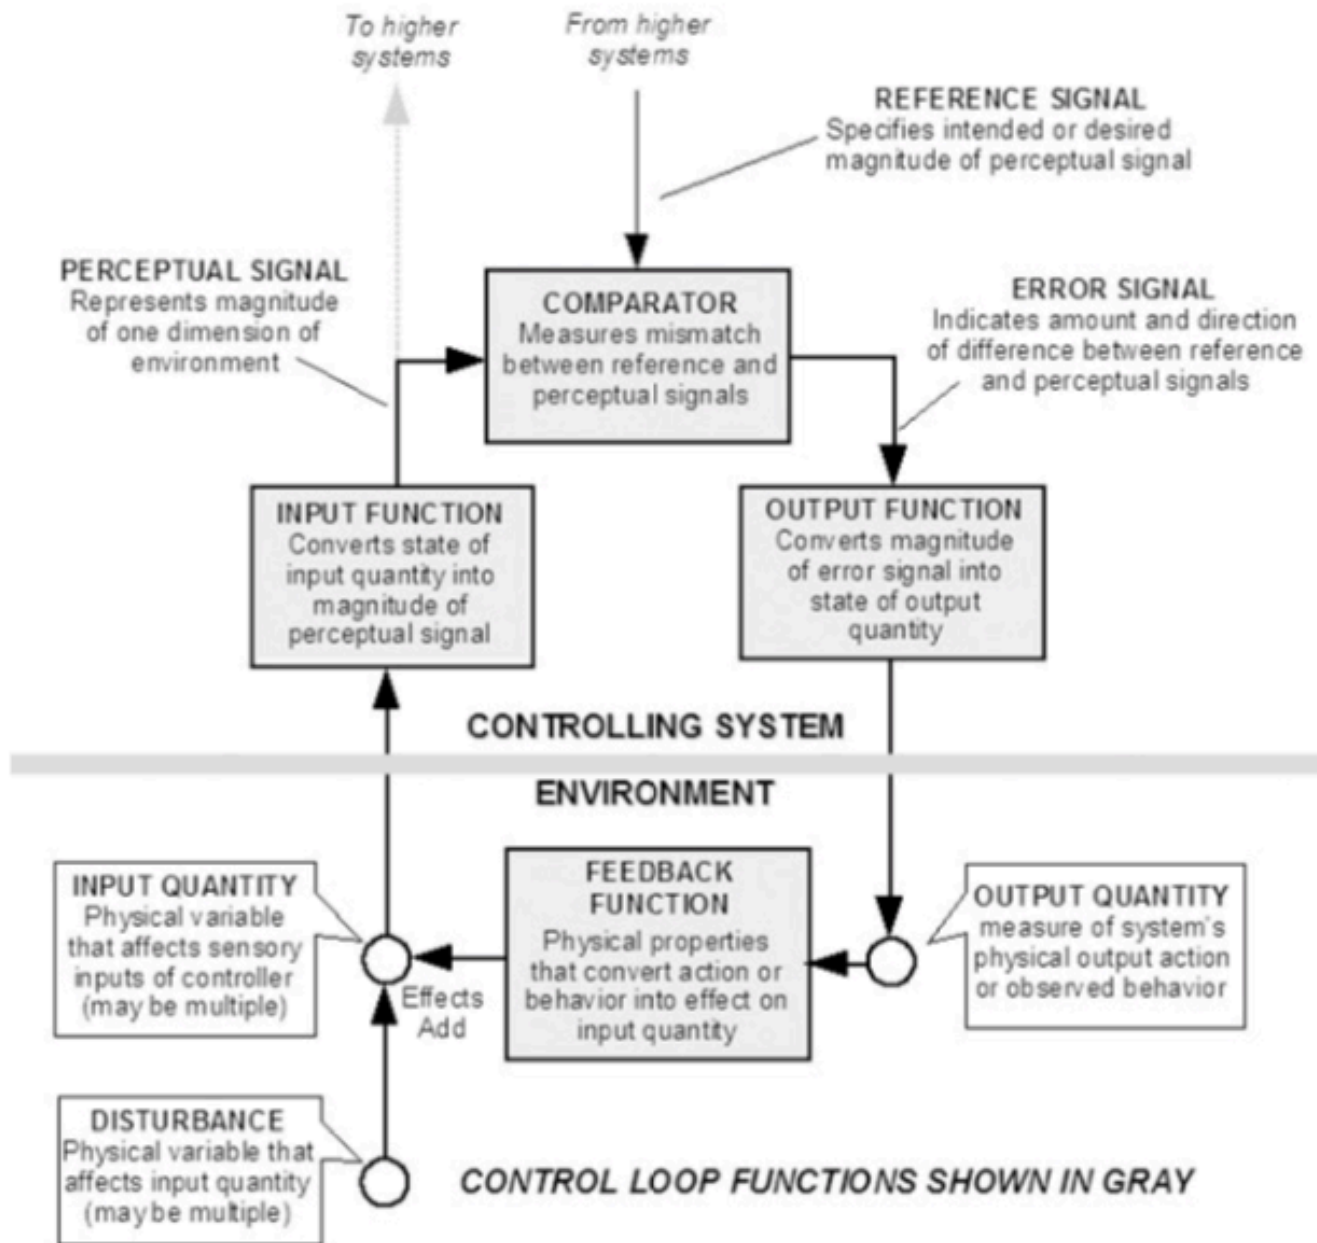 To higher
systems
From higher
systems
REFERENCE SIGNAL
Specifies intended or desired
magnitude of perceptual signal
PERCEPTUAL SIGNAL
Represents magnitude
of one dimension of
environment
COMPARATOR
Measures mismatch
between reference and
perceptual signals
ERROR SIGNAL
Indicates amount and direction
of difference between reference
and perceptual signals
INPUT FUNCTION
Converts state of
input quantity into
magnitude of
perceptual signal
OUTPUT FUNCTION
Converts magnitude
of error signal into
state of output
quantity
CONTROLLING SYSTEM
ENVIRONMENT
INPUT QUANTITY
Physical variable
that affects sensory
inputs of controller
(may be multiple)
Effects
Add
FEEDBACK
FUNCTION
Physical properties
that convert action or
behavior into effect on
input quantity
OUTPUT QUANTITY
measure of system's
physical output action
or observed behavior
DISTURBANCE
Physical variable that
affects input quantity
(may be multiple)
CONTROL LOOP FUNCTIONS SHOWN IN GRAY